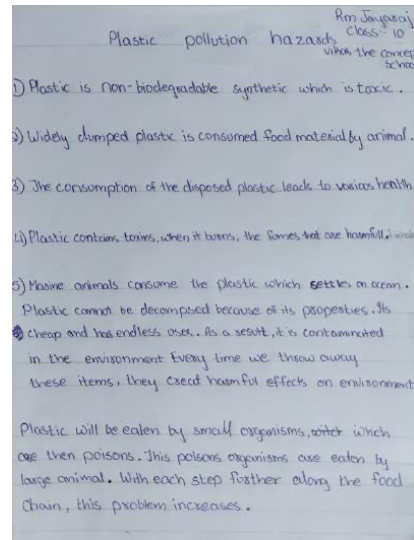 Rm Jayaraj
Class:- 10
Plastic pollution hazards
vikas the concept
School
1) Plastic is non-biodegradable synthetic which is toxic.
2) Widely dumped plastic is consumed food material by animal.
3) The consumption of the disposed plastic leads to various health
4) Plastic contains toxins, when it burns, the fomes, that are harmfull.
5) Marine animals consume the plastic which settles on ocean.
Plastic cannot be decomposed because of its properties. Its
cheap and has endless uses. As a result, it is contaminated
in the environment Every time we throw away
these items, they creat harmful effects on environment
Plastic will be eaten by small organisms, which
are then poisons. This poisons organisms are eaten by
large animal. With each step further along the food
chain, this problem increases.